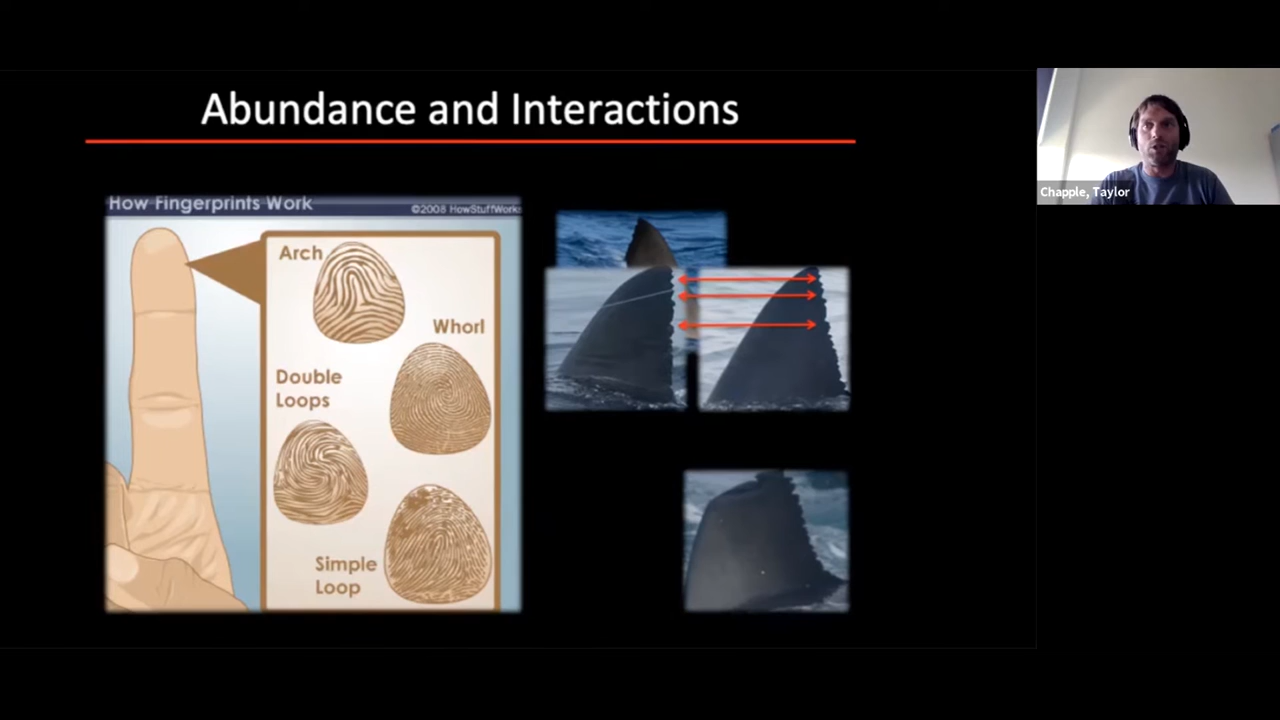 Abundance and Interactions
Chapple, Taylor
How Fingerprints Work
©2008 HowStuffWorks
Arch
Whorl
Double
Loops
Simple
Loop